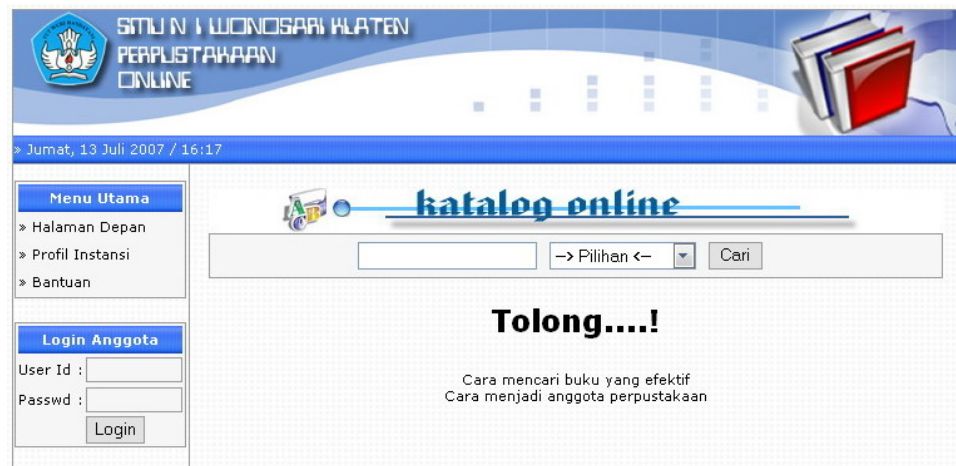 SMU N 1 WONOSARI KLATEN
PERPUSTAKAAN
ONLINE
» Jumat, 13 Juli 2007 / 16:17
Menu Utama
» Halaman Depan
» Profil Instansi
» Bantuan
Login Anggota
User Id :
Passwd :
Login
katalog online
--> Pilihan <--
Cari
Tolong....!
Cara mencari buku yang efektif
Cara menjadi anggota perpustakaan